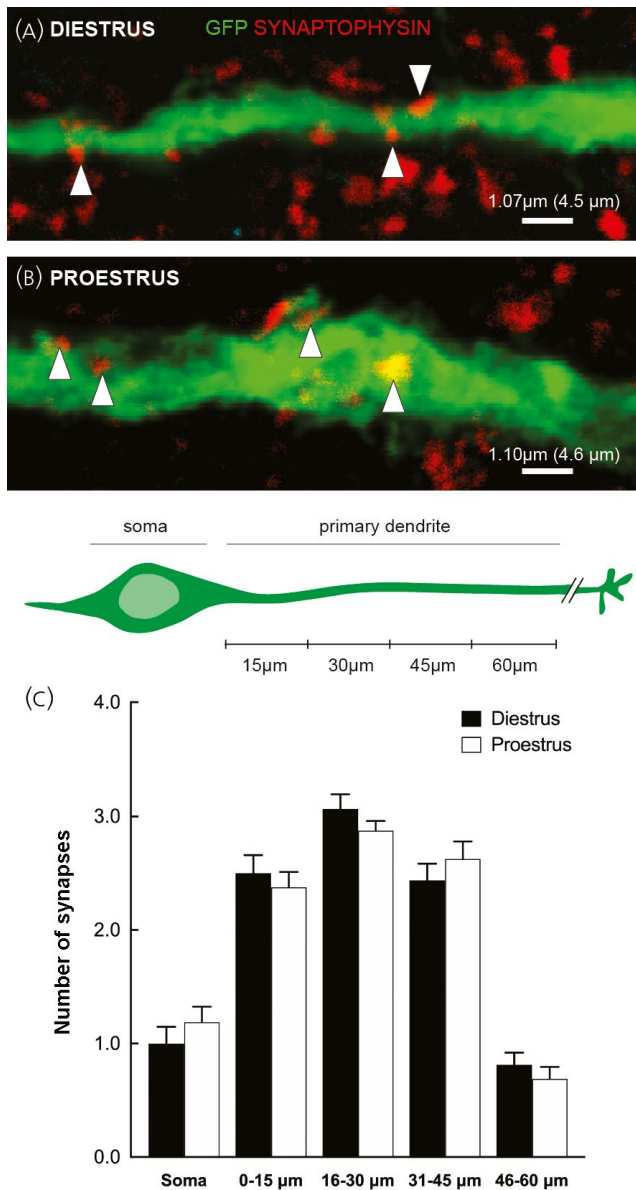 (A) DIESTRUS GFP SYNAPTOPHYSIN
1.07µm (4.5 µm)
(B) PROESTRUS
1.10µm (4.6 µm)
soma primary dendrite
15µm 30µm 45µm 60µm
(C)
Diestrus
Proestrus
4.0
3.0
2.0
1.0
0.0
Number of synapses
Soma 0-15 µm 16-30 µm 31-45 µm 46-60 µm